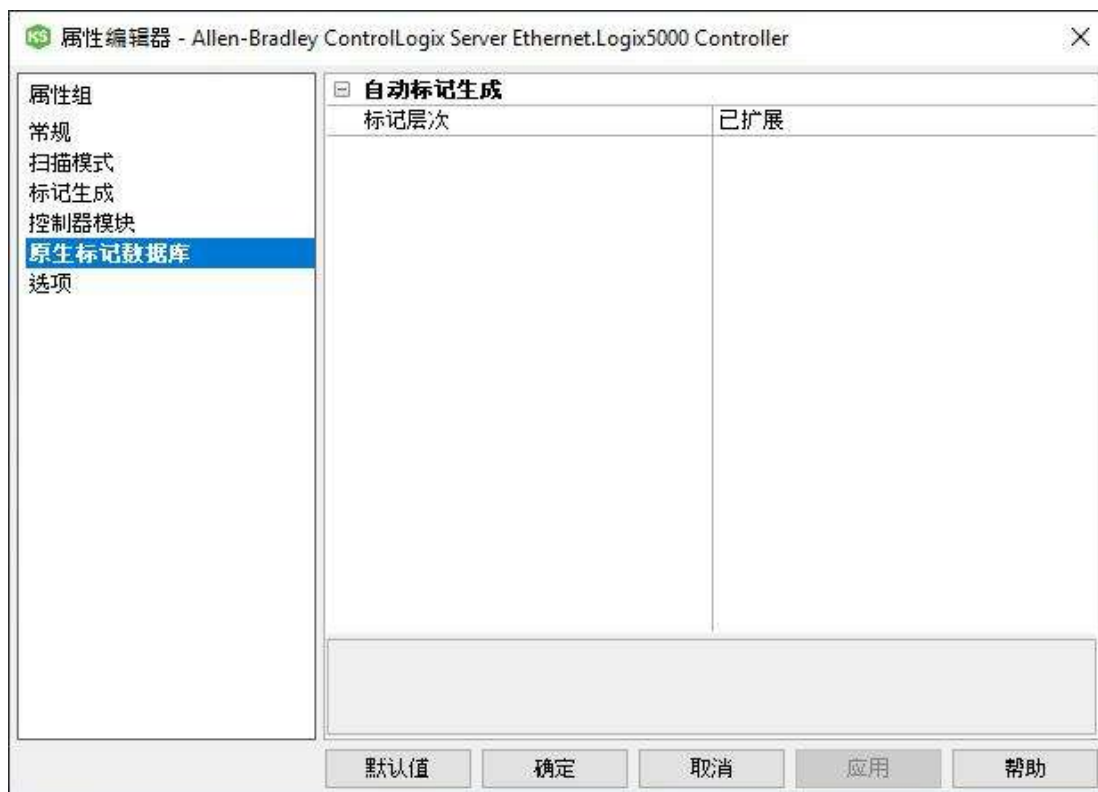 KS 属性编辑器 - Allen-Bradley ControlLogix Server Ethernet.Logix5000 Controller
属性组
常规
扫描模式
标记生成
控制器模块
原生标记数据库
选项
自动标记生成
标记层次 已扩展
默认值 确定 取消 应用 帮助